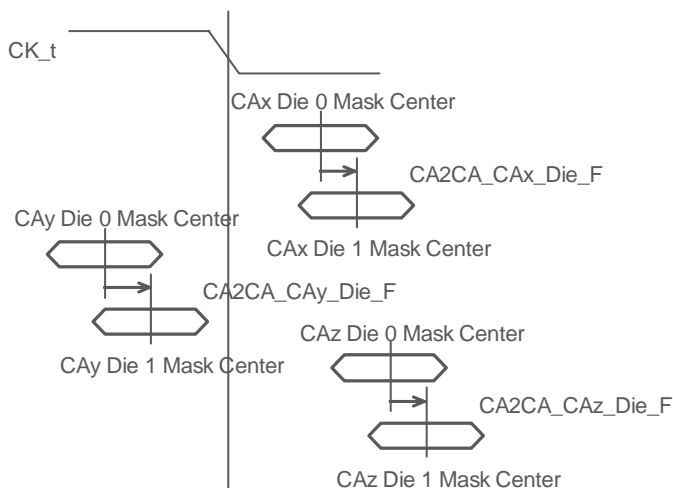 CK_t
CAx Die 0 Mask Center
CA2CA_CAx_Die_F
CAx Die 1 Mask Center
CAy Die 0 Mask Center
CA2CA_CAy_Die_F
CAy Die 1 Mask Center
CAz Die 0 Mask Center
CA2CA_CAz_Die_F
CAz Die 1 Mask Center